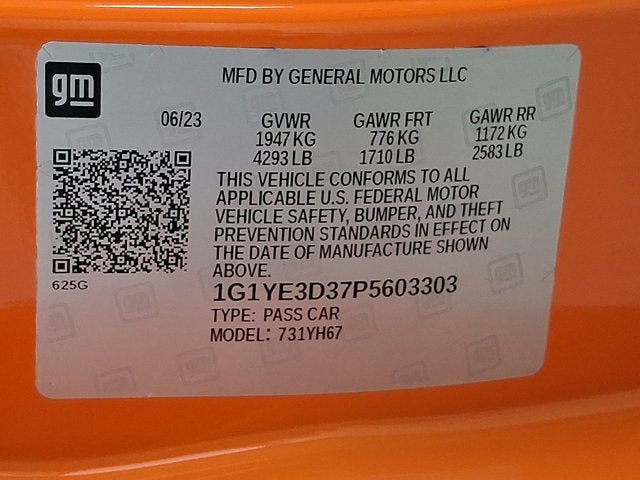 gm
MFD BY GENERAL MOTORS LLC
06/23 GVWR GAWR FRT GAWR RR
1947 KG 776 KG 1172 KG
4293 LB 1710 LB 2583 LB
THIS VEHICLE CONFORMS TO ALL
APPLICABLE U.S. FEDERAL MOTOR
VEHICLE SAFETY, BUMPER, AND THEFT
PREVENTION STANDARDS IN EFFECT ON
THE DATE OF MANUFACTURE SHOWN
ABOVE.
625G
1G1YE3D37P5603303
TYPE: PASS CAR
MODEL: 731YH67